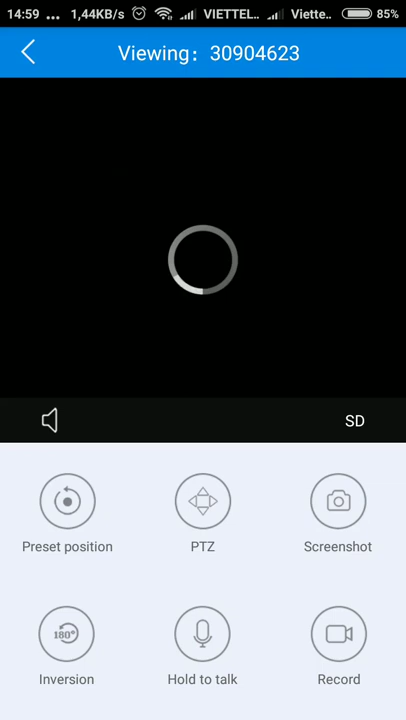 14:59 ... 1,44KB/s VIETTEL.. Viette.. 85%
Viewing: 30904623
SD
Preset position PTZ Screenshot
180°
Inversion Hold to talk Record